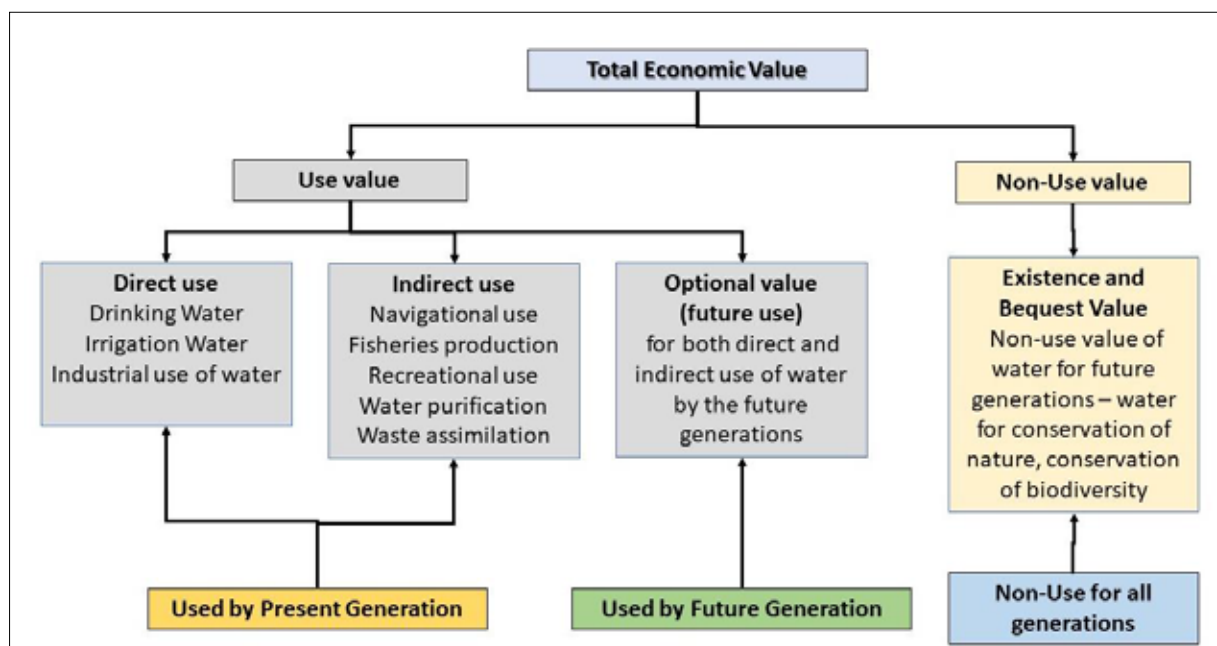 Total Economic Value
Use value
Non-Use value
Direct use
Drinking Water
Irrigation Water
Industrial use of water
Indirect use
Navigational use
Fisheries production
Recreational use
Water purification
Waste assimilation
Optional value
(future use)
for both direct and
indirect use of water
by the future
generations
Existence and
Bequest Value
Non-use value of
water for future
generations – water
for conservation of
nature, conservation
of biodiversity
Used by Present Generation
Used by Future Generation
Non-Use for all
generations